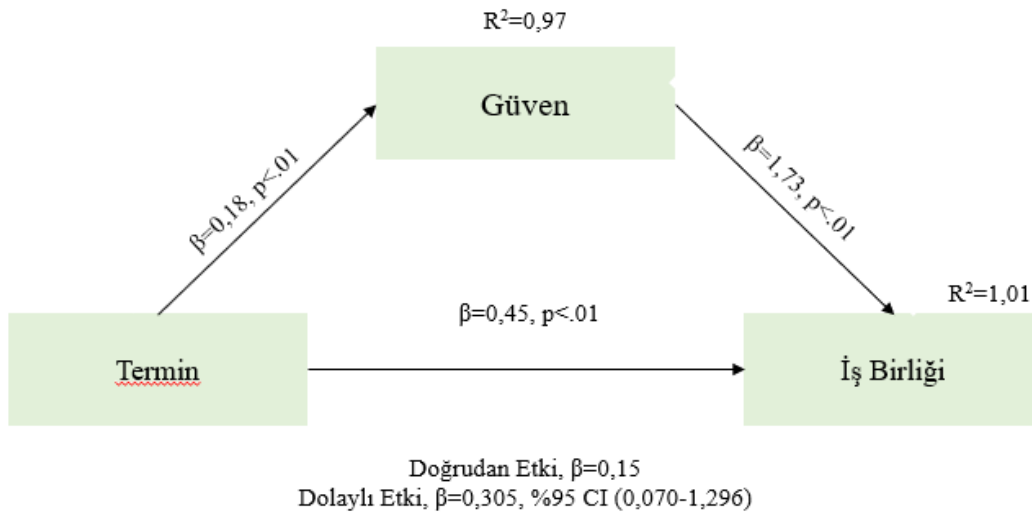 R²=0,97
Güven
β=0,18, p<.01
β=1,73, p<.01
R²=1,01
β=0,45, p<.01
Termin
İş Birliği
Doğrudan Etki, β=0,15
Dolaylı Etki, β=0,305, %95 CI (0,070-1,296)